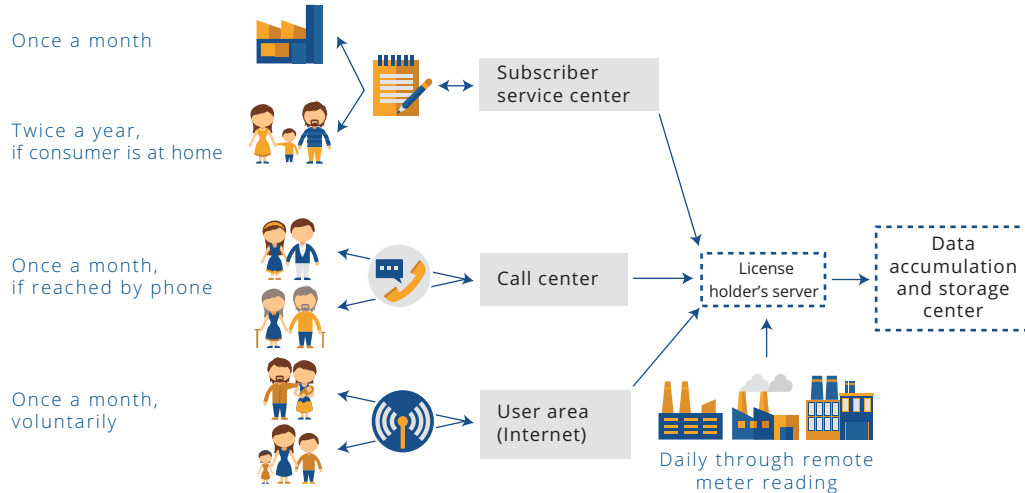 Once a month
Twice a year,
if consumer is at home
Subscriber
service center
Once a month,
if reached by phone
Call center
License
holder’s server
Data
accumulation
and storage
center
Once a month,
voluntarily
User area
(Internet)
Daily through remote
meter reading